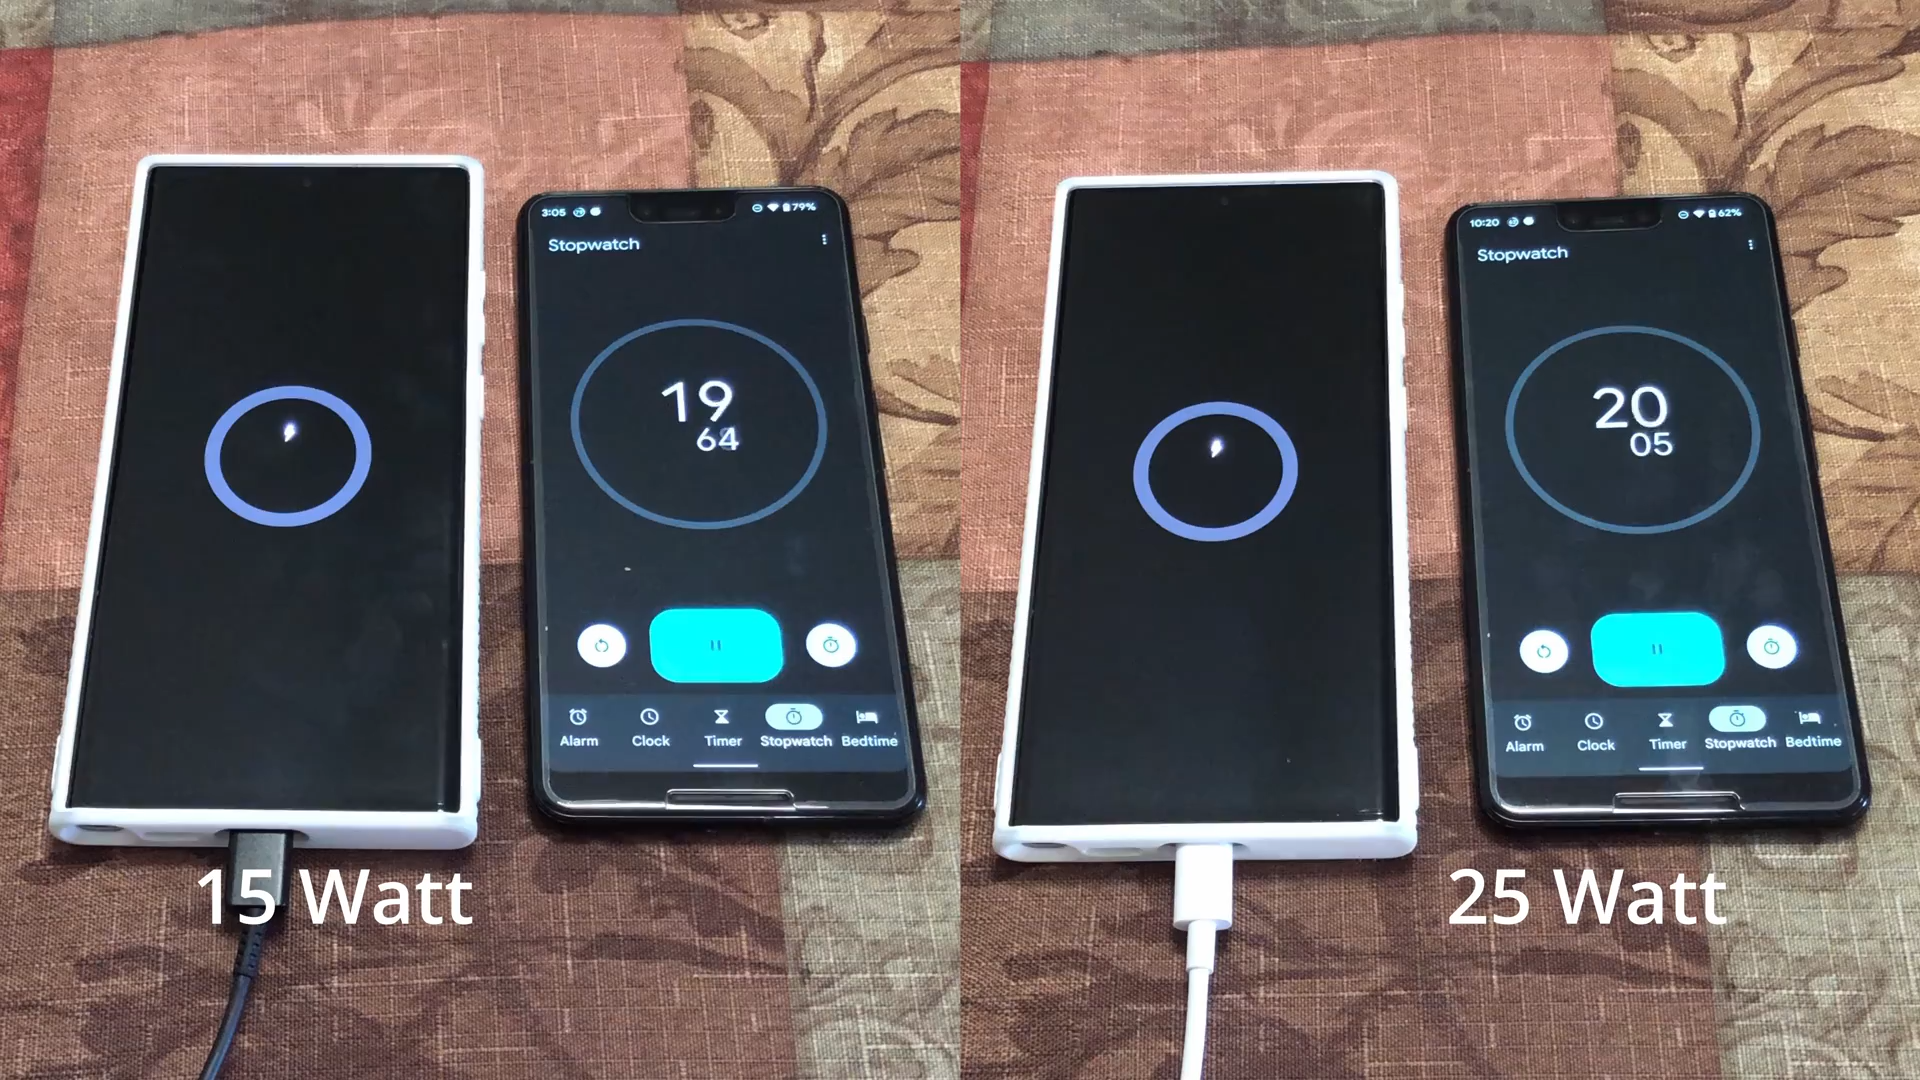 3:05
79%
Stopwatch
19
64
Alarm Clock Timer Stopwatch Bedtime
15 Watt
10:20
62%
Stopwatch
20
05
Alarm Clock Timer Stopwatch Bedtime
25 Watt